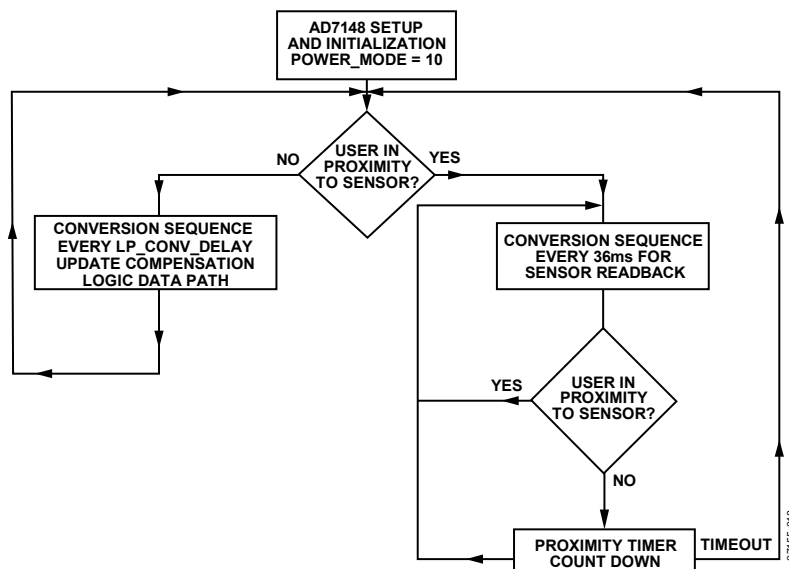 AD7148 SETUP
AND INITIALIZATION
POWER_MODE = 10
NO
USER IN
PROXIMITY
TO SENSOR?
YES
CONVERSION SEQUENCE
EVERY LP_CONV_DELAY
UPDATE COMPENSATION
LOGIC DATA PATH
CONVERSION SEQUENCE
EVERY 36ms FOR
SENSOR READBACK
YES
USER IN
PROXIMITY
TO SENSOR?
NO
PROXIMITY TIMER
COUNT DOWN
TIMEOUT